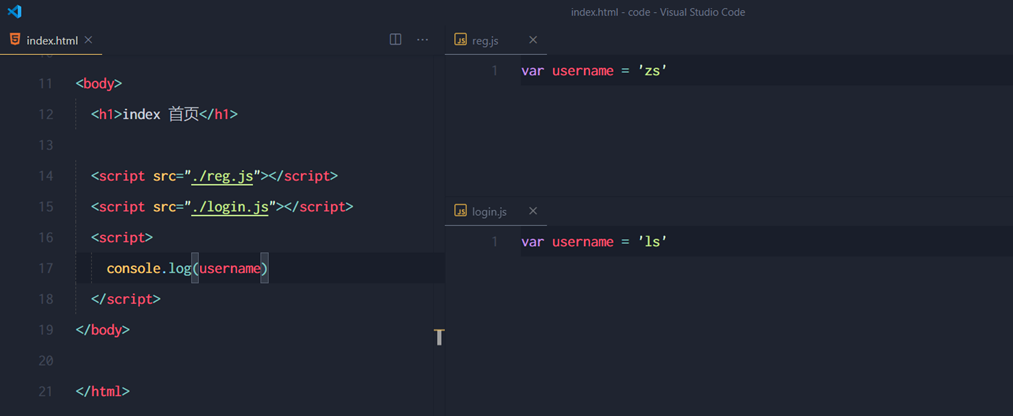 index.html - code - Visual Studio Code
index.html
11 <body>
12 <h1>index 首页</h1>
13
14 <script src="./reg.js"></script>
15 <script src="./login.js"></script>
16 <script>
17 console.log(username)
18 </script>
19 </body>
20
21 </html>
reg.js
1 var username = 'zs'
login.js
1 var username = 'ls'